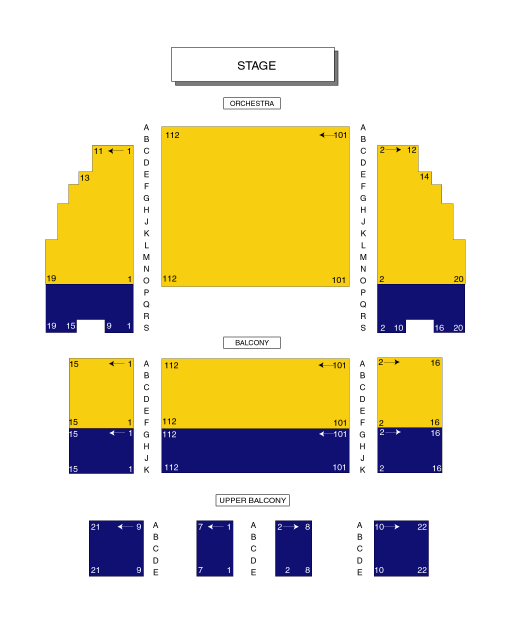 STAGE
ORCHESTRA
A A
112 101
B B
11 1 C 2 12 C
D D
13 E 14 E
F F
G G
H H
J J
K K
L L
M M
N N
19 1 112 101 O 2 20 O
P P
Q Q
R R
19 15 9 1 S 2 10 16 20 S
BALCONY
15 1 A 112 101 A 2 16
B B
C C
D D
E E
15 1 F 112 101 F 2 16
15 1 G 112 101 G 2 16
H H
J J
15 1 K 112 101 K 2 16
UPPER BALCONY
21 9 A 7 1 A 2 8 A 10 22
B B B
C C C
D D D
21 9 E 7 1 E 2 8 E 10 22